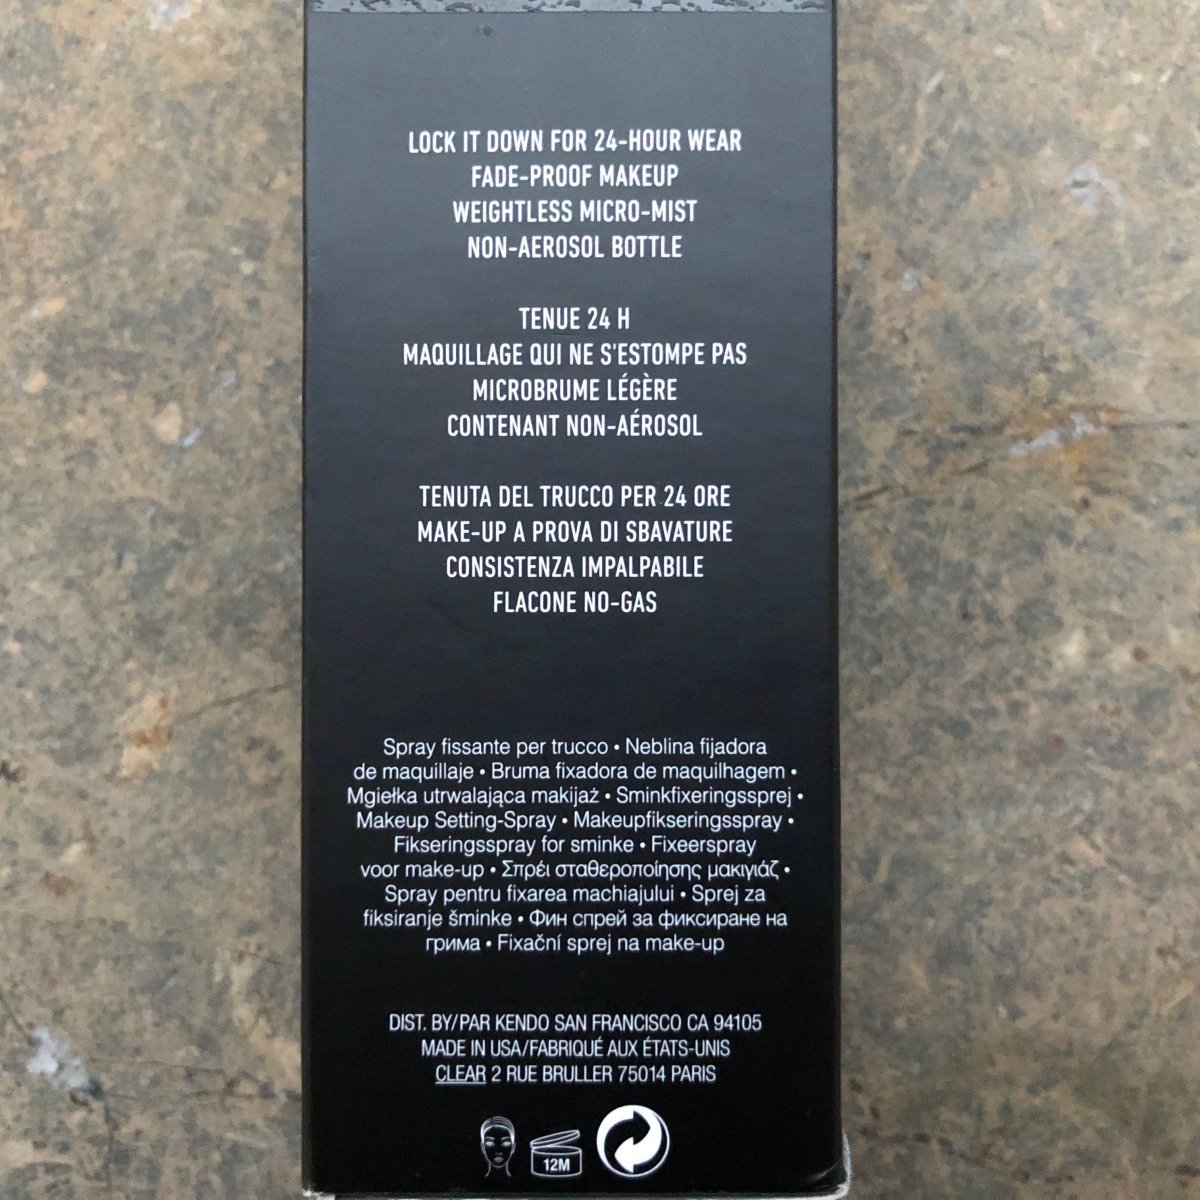 LOCK IT DOWN FOR 24-HOUR WEAR
FADE-PROOF MAKEUP
WEIGHTLESS MICRO-MIST
NON-AEROSOL BOTTLE
TENUE 24 H
MAQUILLAGE QUI NE S'ESTOMPE PAS
MICROBRUME LÉGÈRE
CONTENANT NON-AÉROSOL
TENUTA DEL TRUCCO PER 24 ORE
MAKE-UP A PROVA DI SBAVATURE
CONSISTENZA IMPALPABILE
FLACONE NO-GAS
Spray fissante per trucco • Neblina fijadora
de maquillaje • Bruma fixadora de maquilhagem •
Mgiełka utrwalająca makijaż • Sminkfixeringssprej •
Makeup Setting-Spray • Makeupfikseringsspray •
Fikseringsspray for sminke • Fixeerspray
voor make-up • Σπρέι σταθεροποίησης μακιγιάζ •
Spray pentru fixarea machiajului • Sprej za
fiksiranje šminke • Фин спрей за фиксиране на
грима • Fixační sprej na make-up
DIST. BY/PAR KENDO SAN FRANCISCO CA 94105
MADE IN USA/FABRIQUÉ AUX ÉTATS-UNIS
CLEAR 2 RUE BRULLER 75014 PARIS
12M